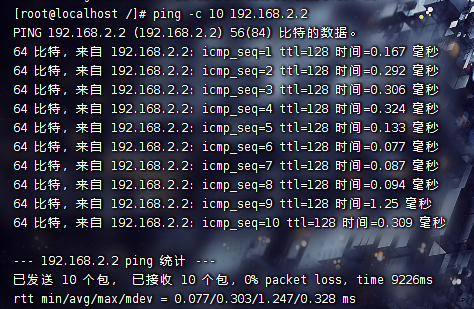 [root@localhost /]# ping -c 10 192.168.2.2
PING 192.168.2.2 (192.168.2.2) 56(84) 比特的数据。
64 比特，来自 192.168.2.2: icmp_seq=1 ttl=128 时间=0.167 毫秒
64 比特，来自 192.168.2.2: icmp_seq=2 ttl=128 时间=0.292 毫秒
64 比特，来自 192.168.2.2: icmp_seq=3 ttl=128 时间=0.306 毫秒
64 比特，来自 192.168.2.2: icmp_seq=4 ttl=128 时间=0.324 毫秒
64 比特，来自 192.168.2.2: icmp_seq=5 ttl=128 时间=0.133 毫秒
64 比特，来自 192.168.2.2: icmp_seq=6 ttl=128 时间=0.077 毫秒
64 比特，来自 192.168.2.2: icmp_seq=7 ttl=128 时间=0.087 毫秒
64 比特，来自 192.168.2.2: icmp_seq=8 ttl=128 时间=0.094 毫秒
64 比特，来自 192.168.2.2: icmp_seq=9 ttl=128 时间=1.25 毫秒
64 比特，来自 192.168.2.2: icmp_seq=10 ttl=128 时间=0.309 毫秒
--- 192.168.2.2 ping 统计 ---
已发送 10 个包， 已接收 10 个包, 0% packet loss, time 9226ms
rtt min/avg/max/mdev = 0.077/0.303/1.247/0.328 ms